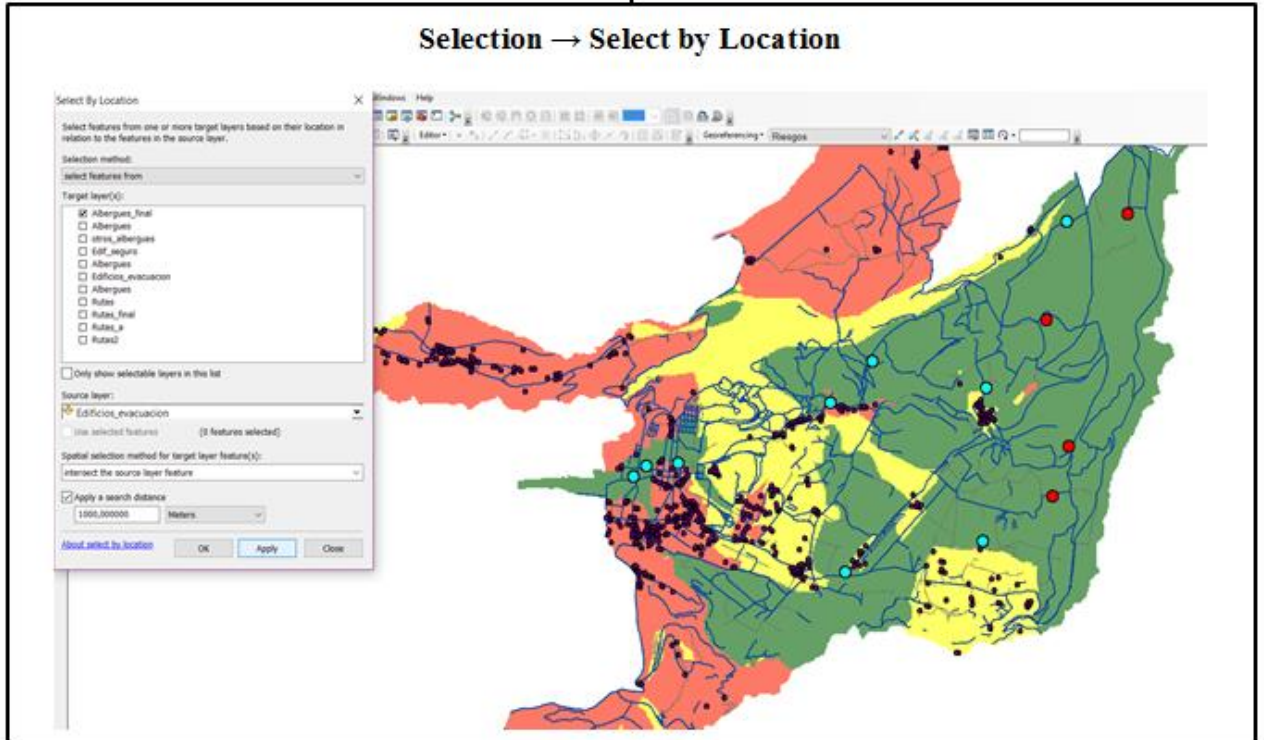 Selection → Select by Location
Select By Location
Windows Help
Select features from one or more target layers based on their location in
relation to the features in the source layer.
Editor
Georeferencing
Riesgos
Selection method:
select features from
Target layer(s):
Albergues_final
Albergues
otros_albergues
Edif_seguro
Albergues
Edificios_evacuacion
Albergues
Rutas
Rutas_final
Rutas_a
Rutas2
Only show selectable layers in this list
Source layer:
Edificios_evacuacion
Use selected features (0 features selected)
Spatial selection method for target layer feature(s):
intersect the source layer feature
Apply a search distance
1000,000000 Meters
About select by location OK Apply Close